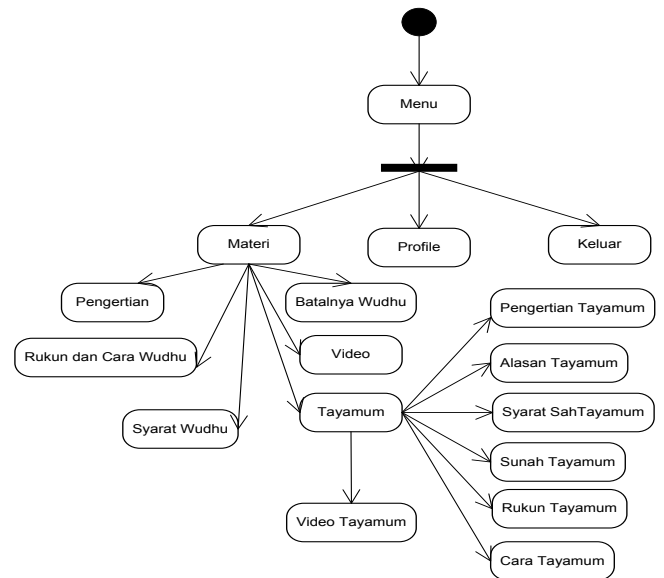 Menu
Materi
Profile
Keluar
Pengertian
Batalnya Wudhu
Pengertian Tayamum
Rukun dan Cara Wudhu
Video
Alasan Tayamum
Syarat Wudhu
Tayamum
Syarat SahTayamum
Sunah Tayamum
Video Tayamum
Rukun Tayamum
Cara Tayamum